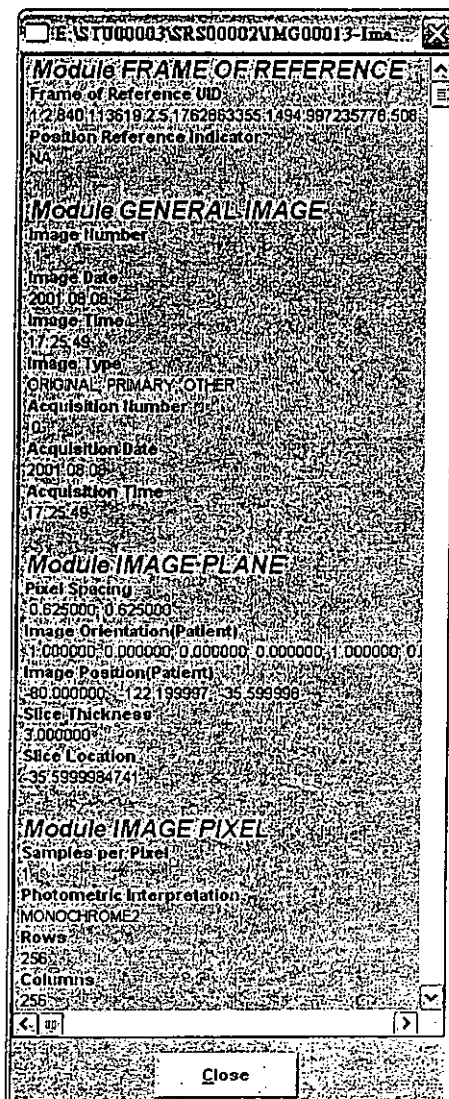 E:\STU00003\SRS00002\IMG00013-Ima...
Module FRAME OF REFERENCE
Frame of Reference UID
1.2.840.113619.2.5.1762863355.1494.997235776.508
Position Reference Indicator
NA
Module GENERAL IMAGE
Image Number
1
Image Date
2001.08.08
Image Time
17:25:49
Image Type
ORIGINAL, PRIMARY, OTHER
Acquisition Number
0
Acquisition Date
2001.08.08
Acquisition Time
17:25:49
Module IMAGE PLANE
Pixel Spacing
0.625000, 0.625000
Image Orientation(Patient)
1.000000, 0.000000, 0.000000, 0.000000, 1.000000, 0.
Image Position(Patient)
-80.000000, -122.199997, 35.599998
Slice Thickness
3.000000
Slice Location
35.5999984741
Module IMAGE PIXEL
Samples per Pixel
1
Photometric Interpretation
MONOCHROME2
Rows
256
Columns
256
Close